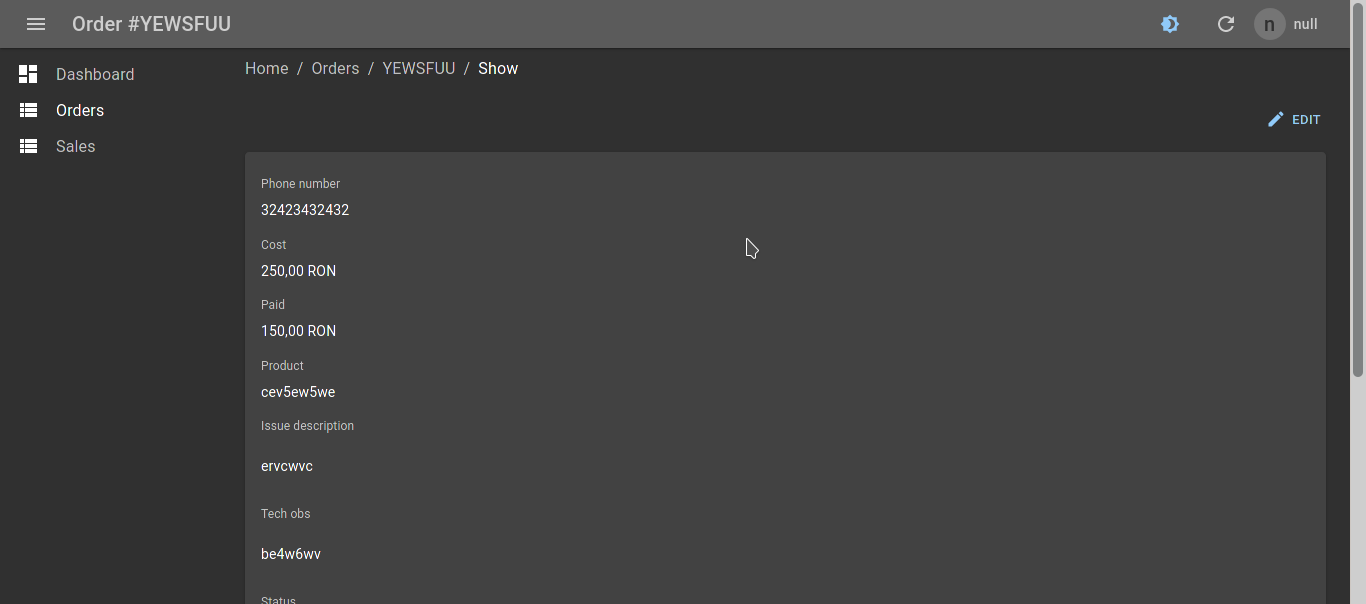 Order #YEWSFUU
n null
Dashboard
Orders
Sales
Home / Orders / YEWSFUU / Show
EDIT
Phone number
32423432432
Cost
250,00 RON
Paid
150,00 RON
Product
cev5ew5we
Issue description
ervcwvc
Tech obs
be4w6wv
Status